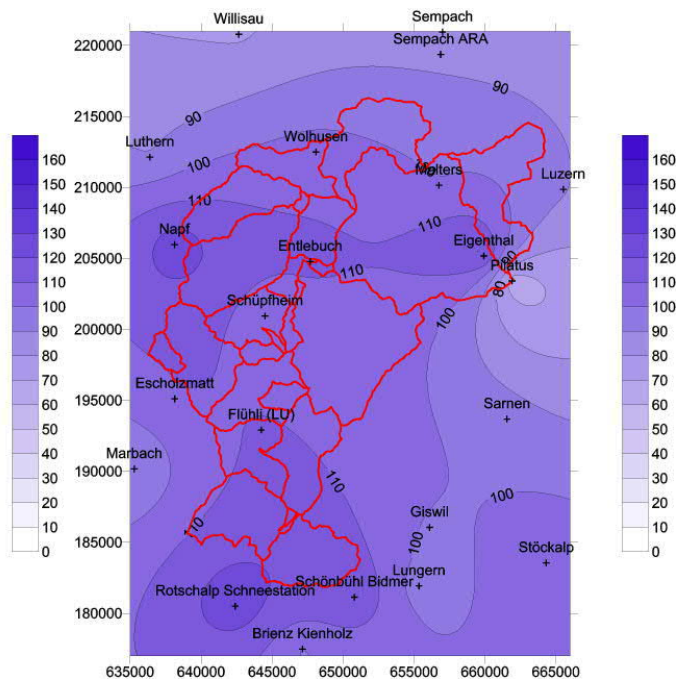 Willisau
Sempach
220000
Sempach ARA
90
215000
90
Luthern
Wolhusen
160
150
140
130
120
110
100
90
80
70
60
50
40
30
20
10
0
100
Malters
Luzern
210000
110
110
Napf
Eigenthal
205000
Entlebuch
110
90
Pilatus
80
Schüpfheim
100
200000
Escholzmatt
195000
Sarnen
Flühli (LU)
Marbach
190000
110
100
Giswil
110
100
185000
Stöckalp
Lungern
Rotschalp Schneestation
Schönbühl Bidmer
180000
Brienz Kienholz
635000
640000
645000
650000
655000
660000
665000
160
150
140
130
120
110
100
90
80
70
60
50
40
30
20
10
0